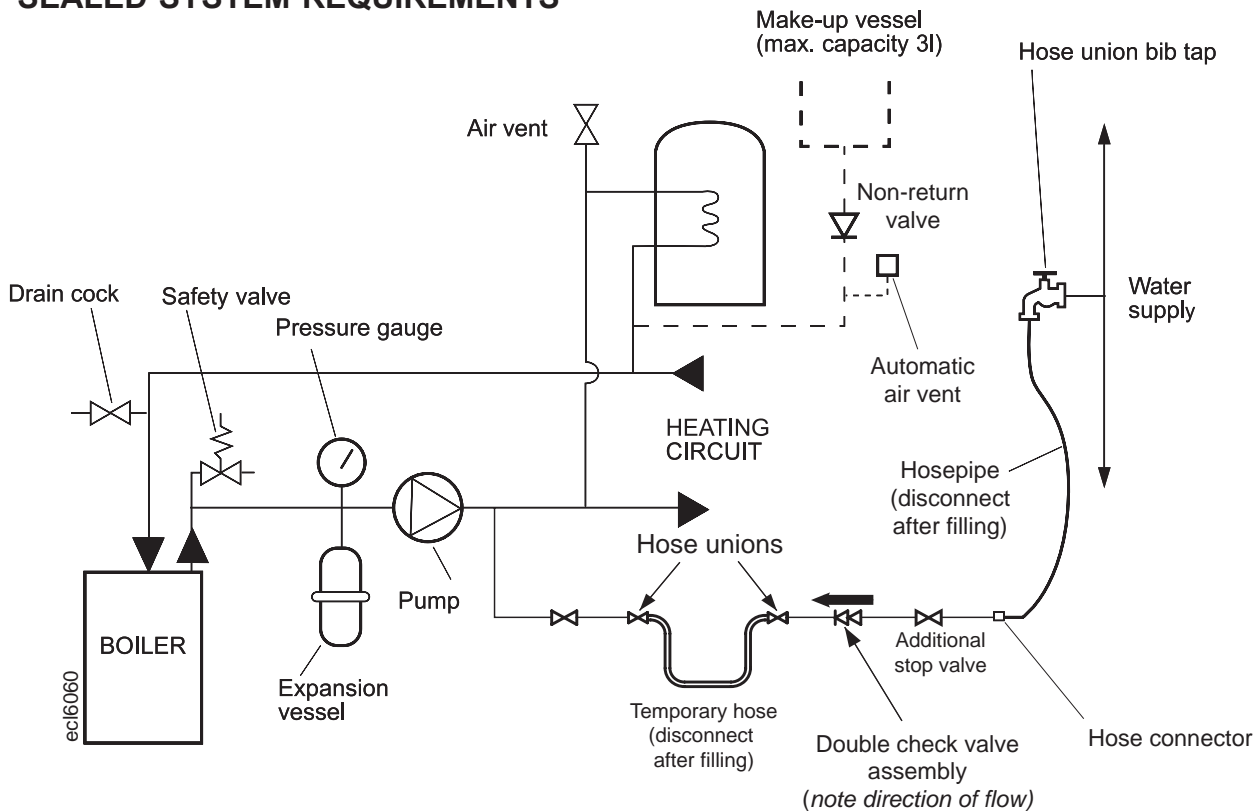 SEALED SYSTEM REQUIREMENTS
Make-up vessel
(max. capacity 3l)
Hose union bib tap
Air vent
Non-return
valve
Drain cock
Safety valve
Pressure gauge
Water
supply
Automatic
air vent
HEATING
CIRCUIT
Hosepipe
(disconnect
after filling)
Hose unions
Pump
BOILER
Additional
stop valve
ecl6060
Expansion
vessel
Temporary hose
(disconnect
after filling)
Double check valve
assembly
(note direction of flow)
Hose connector